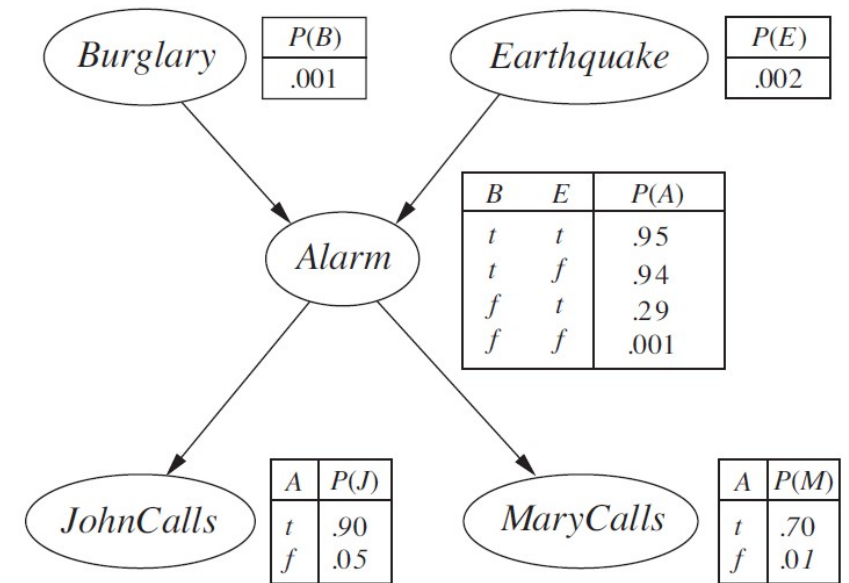 Burglary
P(B)
.001
Earthquake
P(E)
.002
Alarm
B E P(A)
t t .95
t f .94
f t .29
f f .001
JohnCalls
A P(J)
t .90
f .05
MaryCalls
A P(M)
t .70
f .01